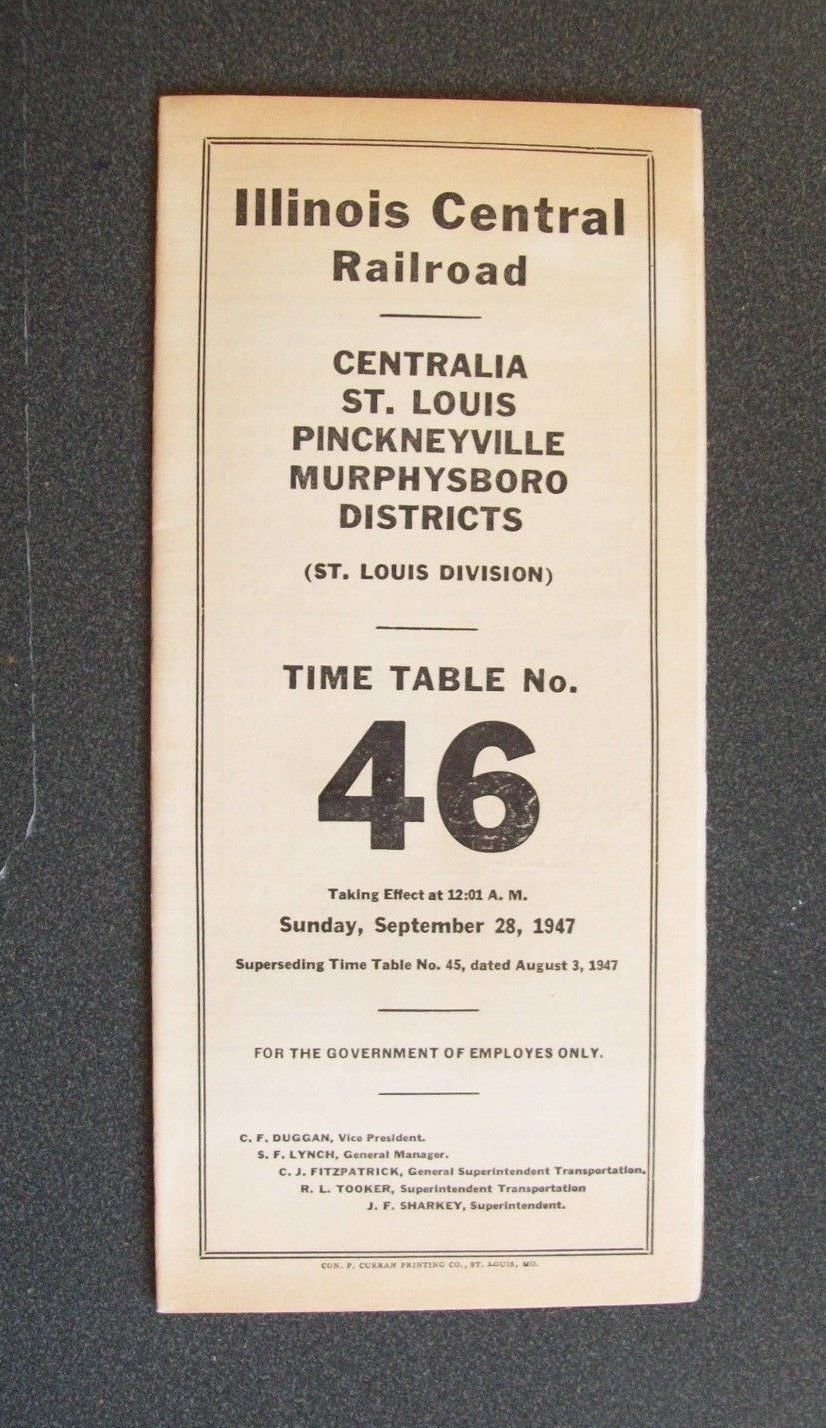 Illinois Central
Railroad
CENTRALIA
ST. LOUIS
PINCKNEYVILLE
MURPHYSBORO
DISTRICTS
(ST. LOUIS DIVISION)
TIME TABLE No.
46
Taking Effect at 12:01 A. M.
Sunday, September 28, 1947
Superseding Time Table No. 45, dated August 3, 1947
FOR THE GOVERNMENT OF EMPLOYES ONLY.
C. F. DUGGAN, Vice President.
S. F. LYNCH, General Manager.
C. J. FITZPATRICK, General Superintendent Transportation.
R. L. TOOKER, Superintendent Transportation
J. F. SHARKEY, Superintendent.
CON. P. CURRAN PRINTING CO., ST. LOUIS, MO.